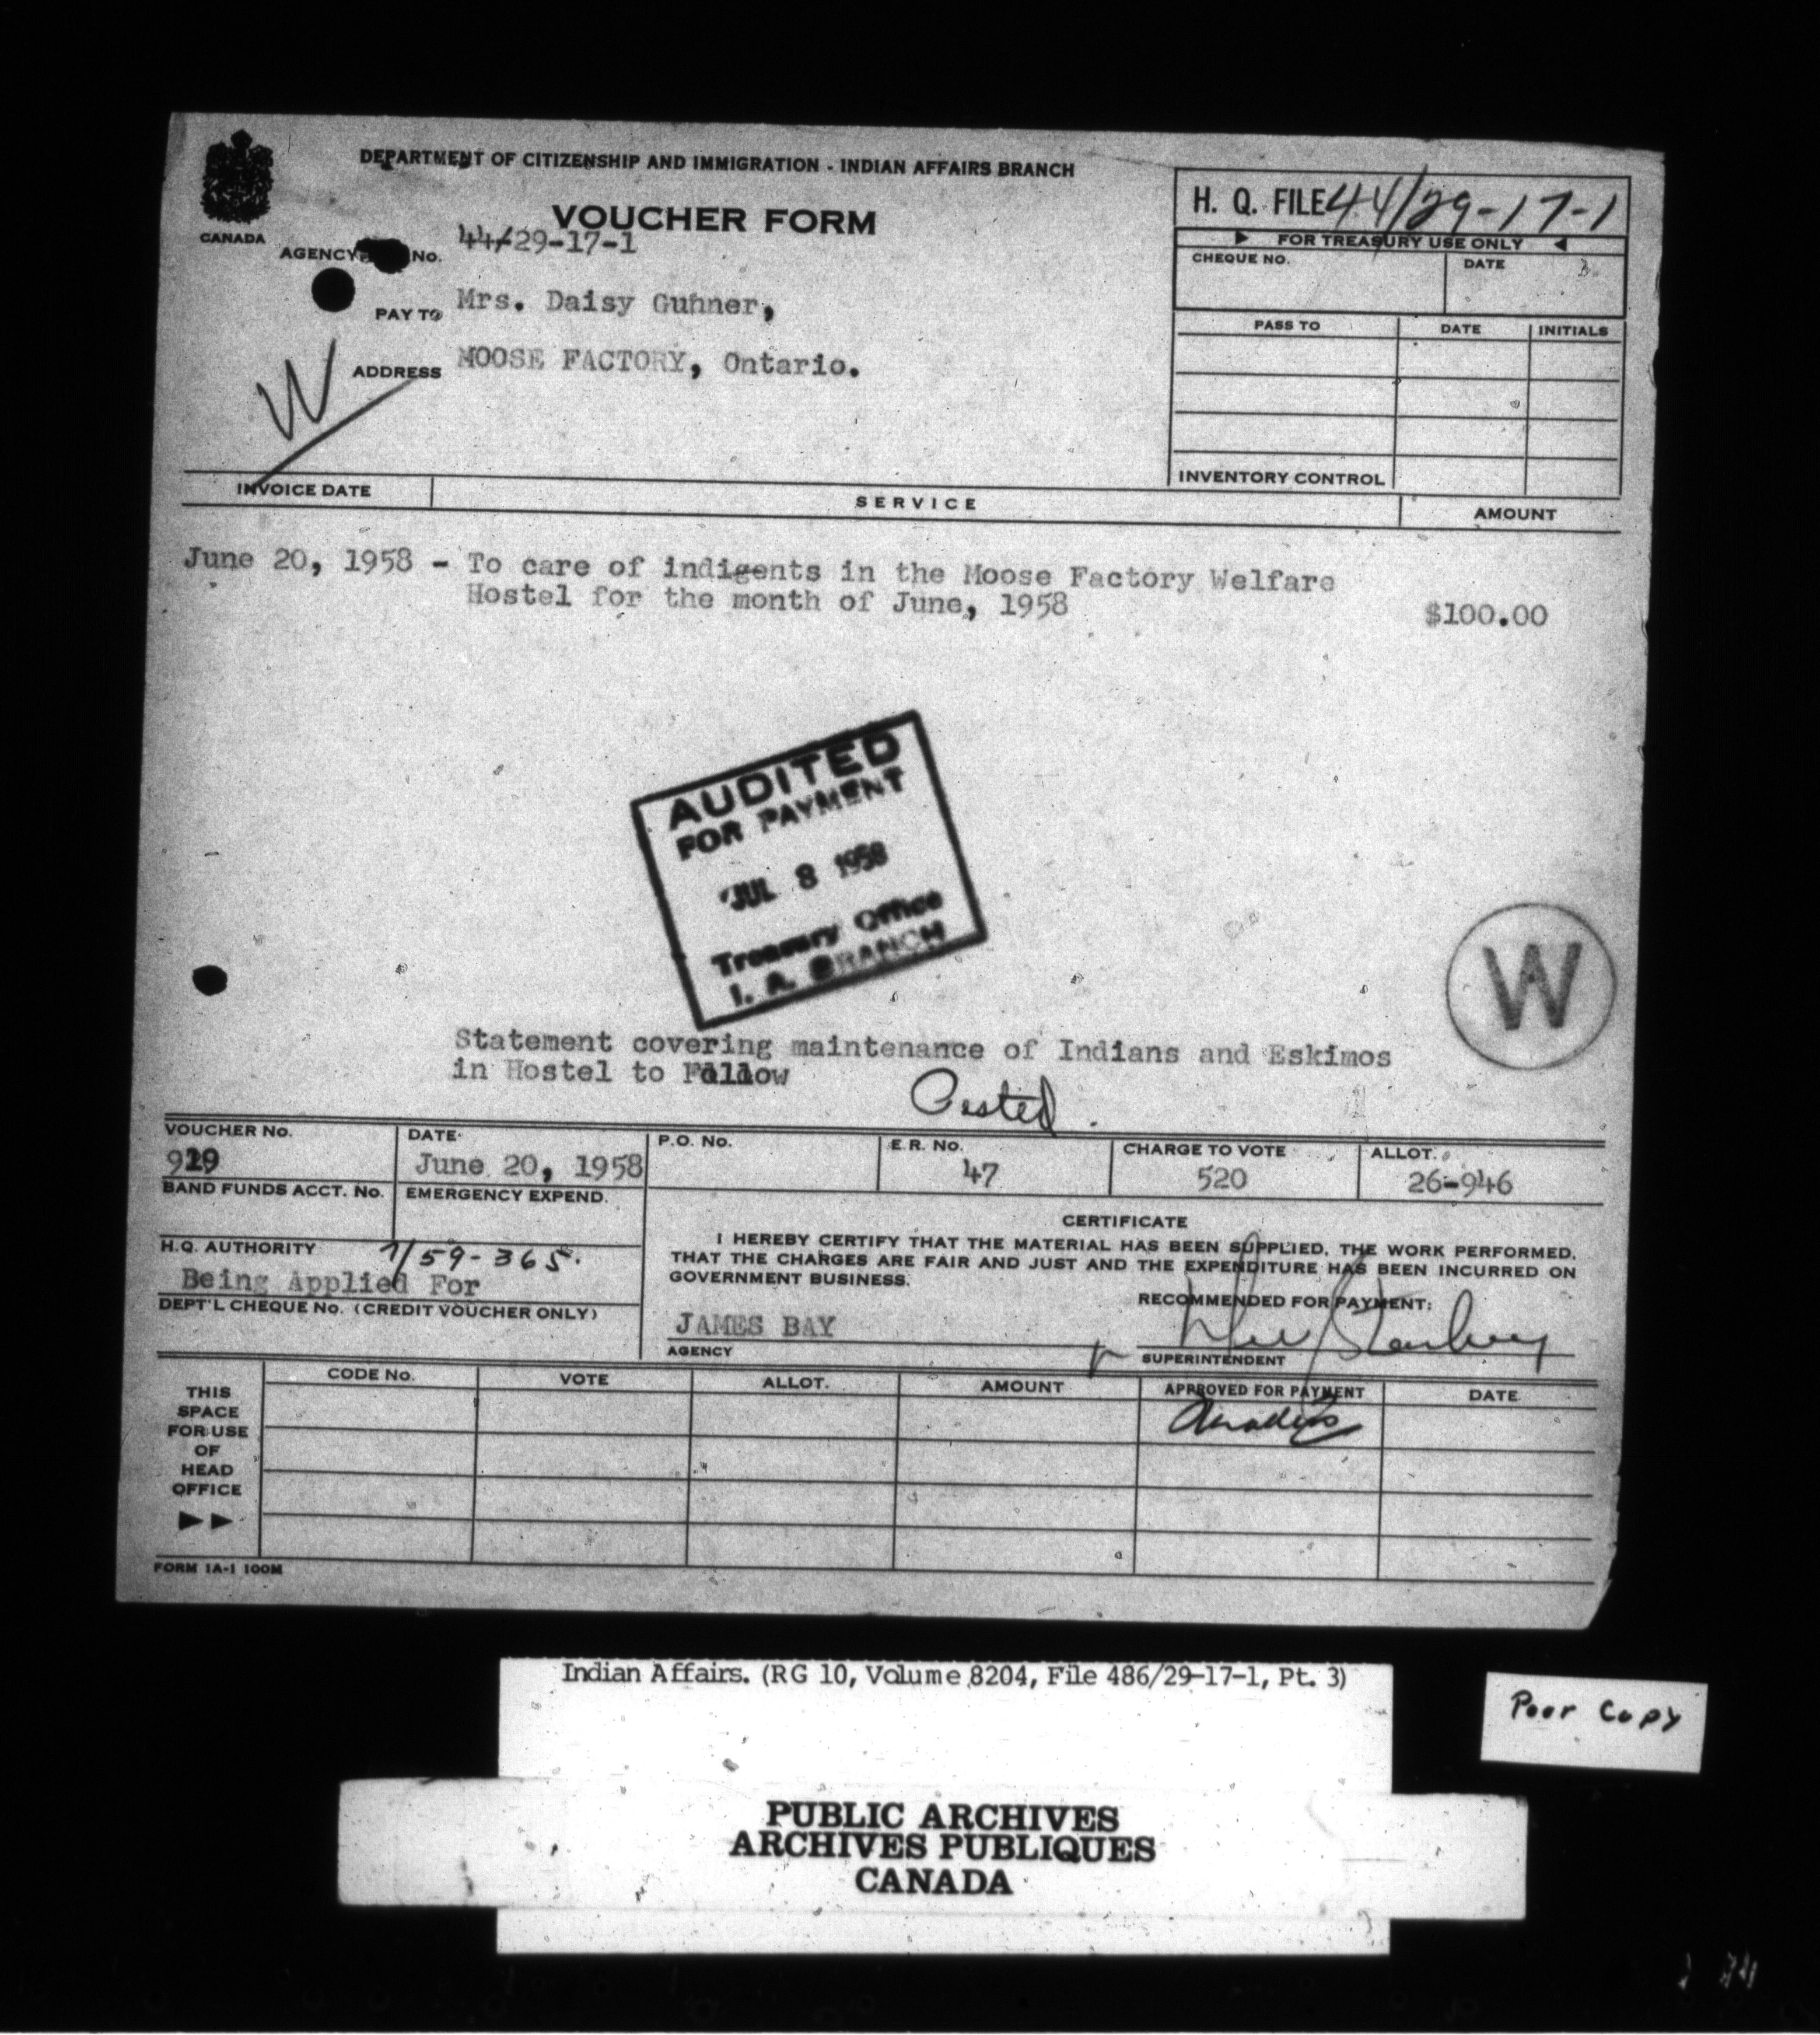 DEPARTMENT OF CITIZENSHIP AND IMMIGRATION - INDIAN AFFAIRS BRANCH
CANADA
VOUCHER FORM
AGENCY No. 44/29-17-1
PAY TO Mrs. Daisy Gunner,
ADDRESS MOOSE FACTORY, Ontario.
W
H. Q. FILE 44/29-17-1
FOR TREASURY USE ONLY
CHEQUE NO. DATE
PASS TO DATE INITIALS
INVENTORY CONTROL
INVOICE DATE SERVICE AMOUNT
June 20, 1958 - To care of indigents in the Moose Factory Welfare
Hostel for the month of June, 1958 $100.00
AUDITED
FOR PAYMENT
JUL 8 1958
Treasury Office
I. A. BRANCH
W
Statement covering maintenance of Indians and Eskimos
in Hostel to Follow
Posted.
VOUCHER No. DATE P.O. No. E.R. No. CHARGE TO VOTE ALLOT.
June 20, 1958 47 520 26-946
BAND FUNDS ACCT. No. EMERGENCY EXPEND.
H.Q. AUTHORITY 1/59-365.
Being Applied For
DEPT'L CHEQUE No. (CREDIT VOUCHER ONLY)
CERTIFICATE
I HEREBY CERTIFY THAT THE MATERIAL HAS BEEN SUPPLIED, THE WORK PERFORMED,
THAT THE CHARGES ARE FAIR AND JUST AND THE EXPENDITURE HAS BEEN INCURRED ON
GOVERNMENT BUSINESS.
RECOMMENDED FOR PAYMENT:
JAMES BAY
AGENCY SUPERINTENDENT
THIS SPACE FOR USE OF HEAD OFFICE
CODE No. VOTE ALLOT. AMOUNT APPROVED FOR PAYMENT DATE
FORM 1A-1 100M
Indian Affairs. (RG 10, Volume 8204, File 486/29-17-1, Pt. 3)
Poor Copy
PUBLIC ARCHIVES
ARCHIVES PUBLIQUES
CANADA